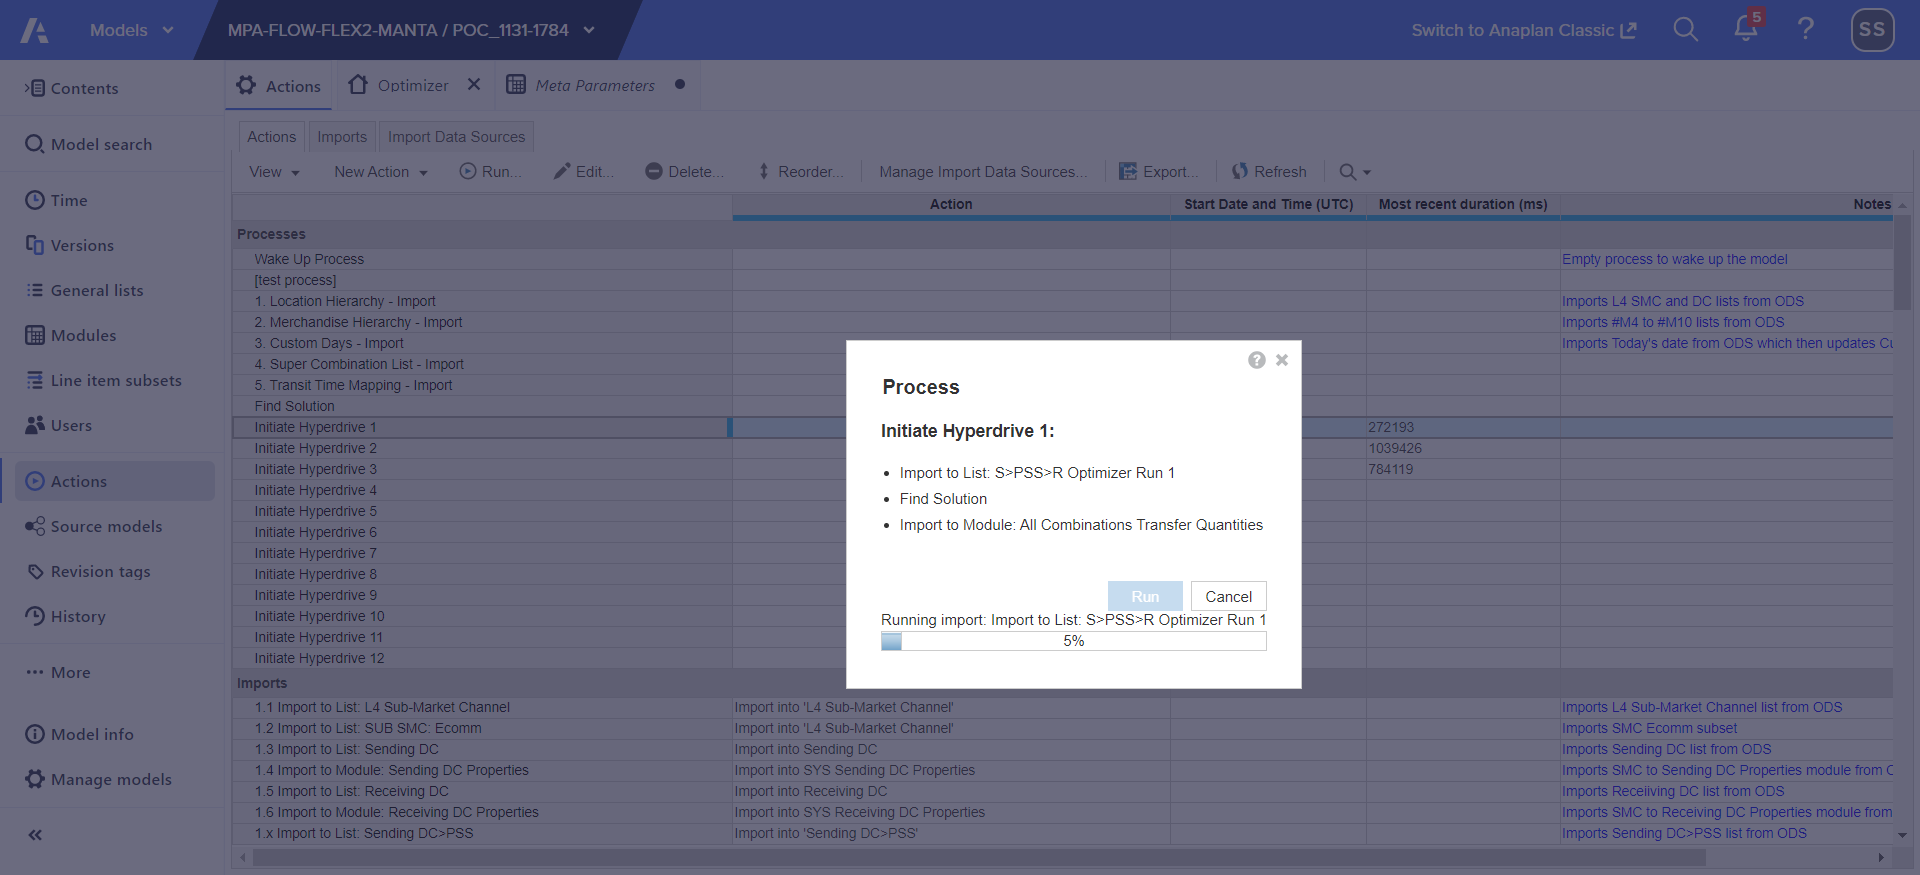 Models
MPA-FLOW-FLEX2-MANTA / POC_1131-1784
Switch to Anaplan Classic
5
?
SS
Contents
Model search
Time
Versions
General lists
Modules
Line item subsets
Users
Actions
Source models
Revision tags
History
More
Model info
Manage models
Actions
Optimizer
Meta Parameters
Actions
Imports
Import Data Sources
View
New Action
Run...
Edit...
Delete...
Reorder...
Manage Import Data Sources...
Export...
Refresh
Action
Start Date and Time (UTC)
Most recent duration (ms)
Notes
Processes
Wake Up Process
Empty process to wake up the model
[test process]
1. Location Hierarchy - Import
Imports L4 SMC and DC lists from ODS
2. Merchandise Hierarchy - Import
Imports #M4 to #M10 lists from ODS
3. Custom Days - Import
Imports Today's date from ODS which then updates Cu
4. Super Combination List - Import
5. Transit Time Mapping - Import
Find Solution
Initiate Hyperdrive 1
272193
Initiate Hyperdrive 2
1039426
Initiate Hyperdrive 3
784119
Initiate Hyperdrive 4
Initiate Hyperdrive 5
Initiate Hyperdrive 6
Initiate Hyperdrive 7
Initiate Hyperdrive 8
Initiate Hyperdrive 9
Initiate Hyperdrive 10
Initiate Hyperdrive 11
Initiate Hyperdrive 12
Imports
1.1 Import to List: L4 Sub-Market Channel
Import into 'L4 Sub-Market Channel'
Imports L4 Sub-Market Channel list from ODS
1.2 Import to List: SUB SMC: Ecomm
Import into 'L4 Sub-Market Channel'
Imports SMC Ecomm subset
1.3 Import to List: Sending DC
Import into Sending DC
Imports Sending DC list from ODS
1.4 Import to Module: Sending DC Properties
Import into SYS Sending DC Properties
Imports SMC to Sending DC Properties module from O
1.5 Import to List: Receiving DC
Import into Receiving DC
Imports Receiiving DC list from ODS
1.6 Import to Module: Receiving DC Properties
Import into SYS Receiving DC Properties
Imports SMC to Receiving DC Properties module from
1.x Import to List: Sending DC>PSS
Import into 'Sending DC>PSS'
Imports Sending DC>PSS list from ODS
?
Process
Initiate Hyperdrive 1:
• Import to List: S>PSS>R Optimizer Run 1
• Find Solution
• Import to Module: All Combinations Transfer Quantities
Run
Cancel
Running import: Import to List: S>PSS>R Optimizer Run 1
5%